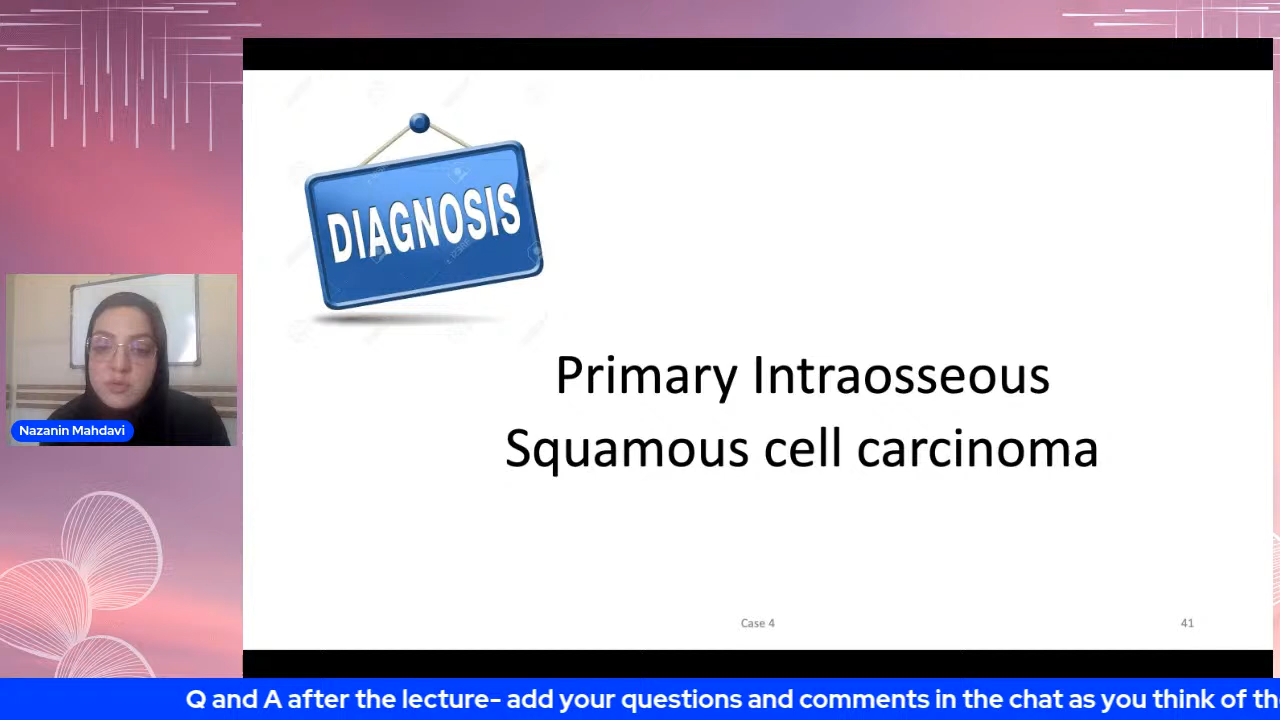 DIAGNOSIS
Primary Intraosseous
Squamous cell carcinoma
Nazanin Mahdavi
Case 4
41
Q and A after the lecture- add your questions and comments in the chat as you think of th